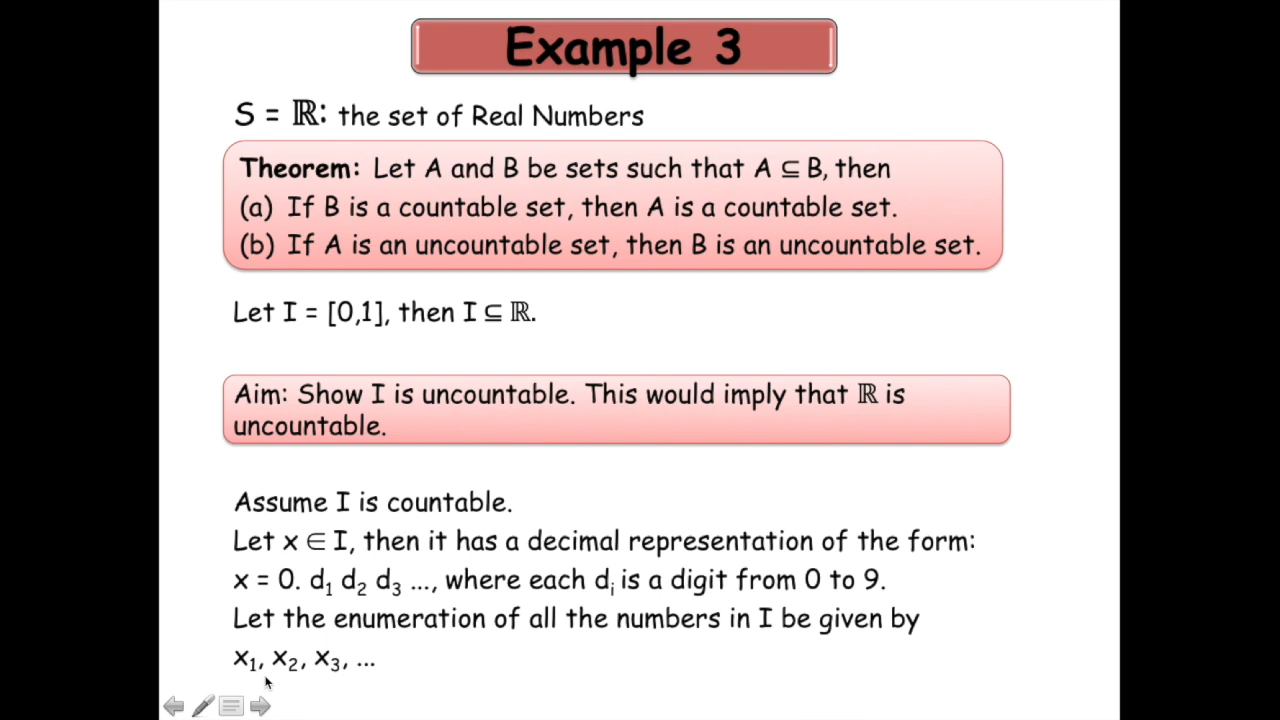 Example 3
S = ℝ: the set of Real Numbers
Theorem: Let A and B be sets such that A ⊆ B, then
(a) If B is a countable set, then A is a countable set.
(b) If A is an uncountable set, then B is an uncountable set.
Let I = [0,1], then I ⊆ ℝ.
Aim: Show I is uncountable. This would imply that ℝ is
uncountable.
Assume I is countable.
Let x ∈ I, then it has a decimal representation of the form:
x = 0. d₁ d₂ d₃ ..., where each dᵢ is a digit from 0 to 9.
Let the enumeration of all the numbers in I be given by
x₁, x₂, x₃, ...